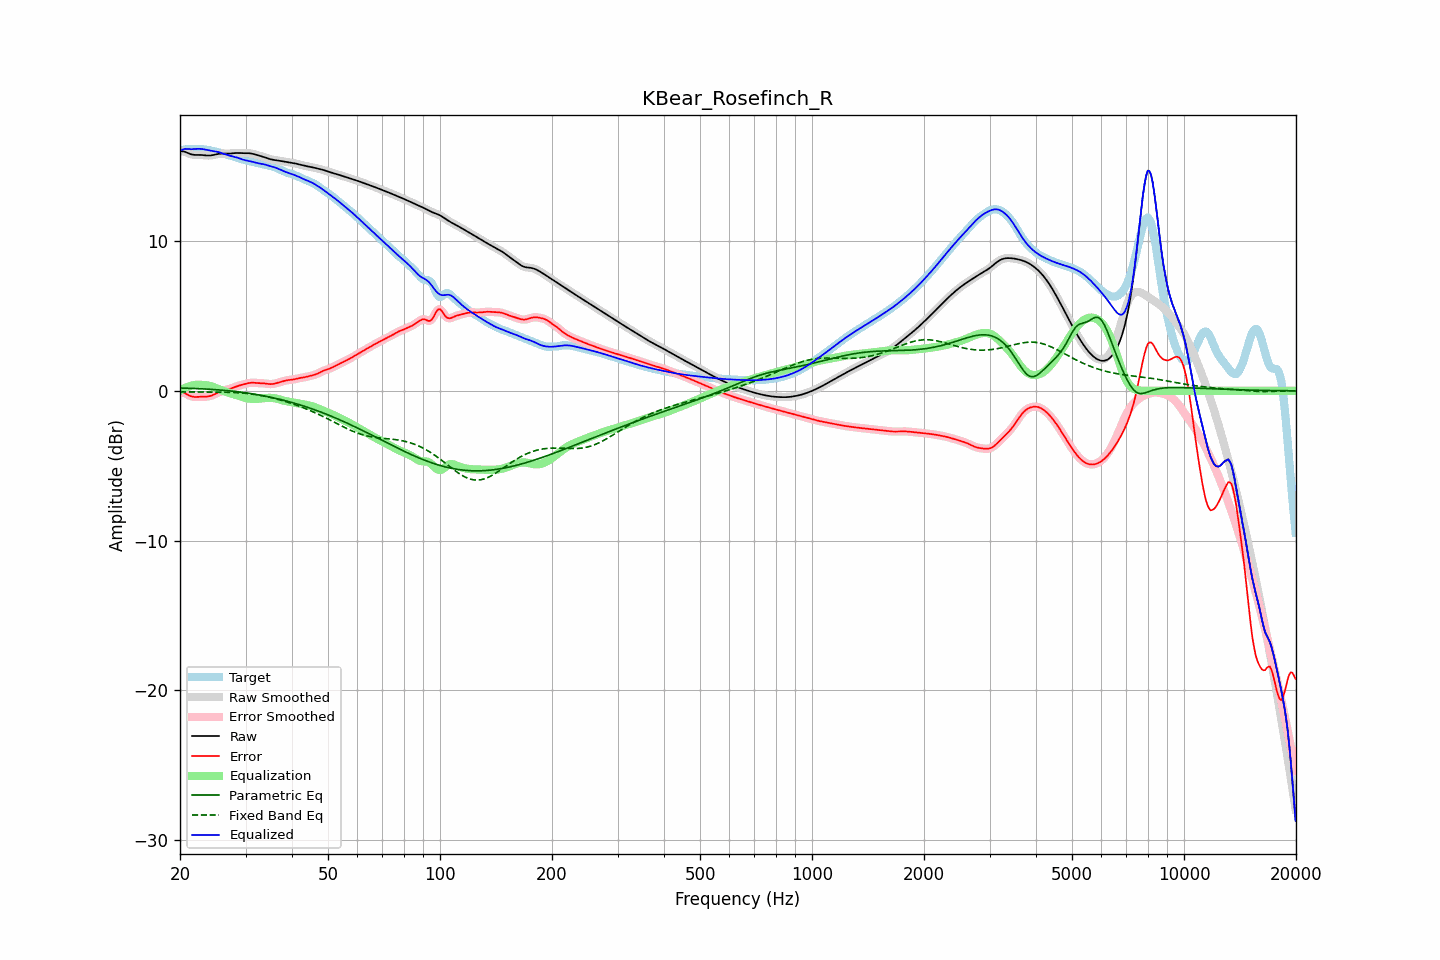 KBear_Rosefinch_R
Amplitude (dBr)
10
0
−10
−20
−30
Target
Raw Smoothed
Error Smoothed
Raw
Error
Equalization
Parametric Eq
Fixed Band Eq
Equalized
20 50 100 200 500 1000 2000 5000 10000 20000
Frequency (Hz)